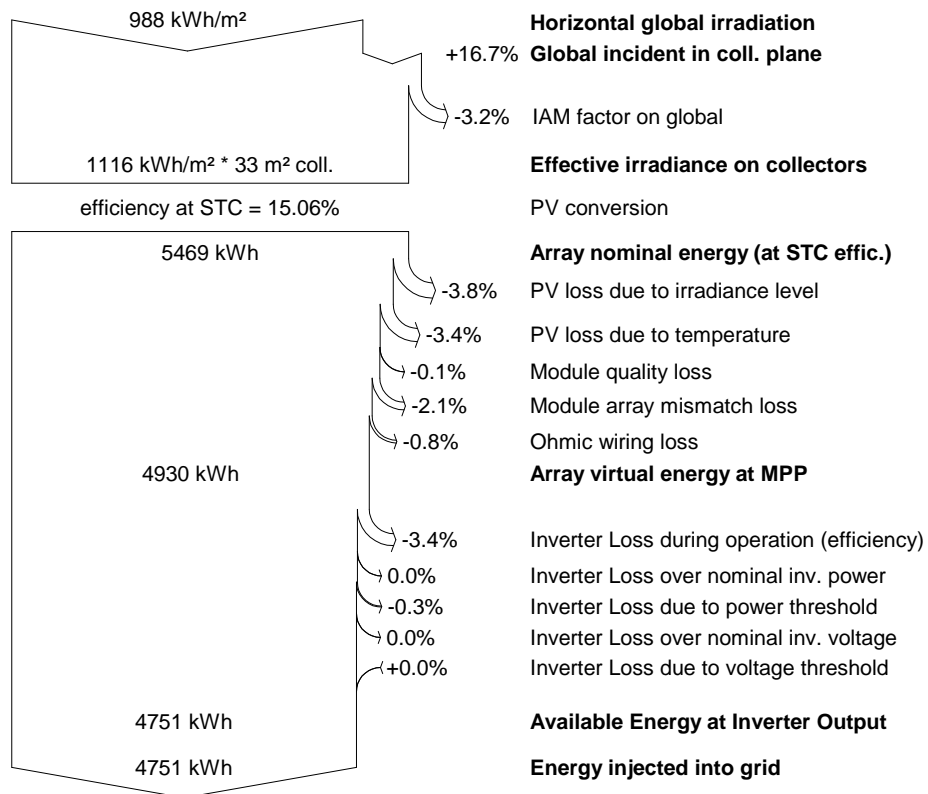 988 kWh/m² Horizontal global irradiation
+16.7% Global incident in coll. plane
-3.2% IAM factor on global
1116 kWh/m² * 33 m² coll. Effective irradiance on collectors
efficiency at STC = 15.06% PV conversion
5469 kWh Array nominal energy (at STC effic.)
-3.8% PV loss due to irradiance level
-3.4% PV loss due to temperature
-0.1% Module quality loss
-2.1% Module array mismatch loss
-0.8% Ohmic wiring loss
4930 kWh Array virtual energy at MPP
-3.4% Inverter Loss during operation (efficiency)
0.0% Inverter Loss over nominal inv. power
-0.3% Inverter Loss due to power threshold
0.0% Inverter Loss over nominal inv. voltage
+0.0% Inverter Loss due to voltage threshold
4751 kWh Available Energy at Inverter Output
4751 kWh Energy injected into grid